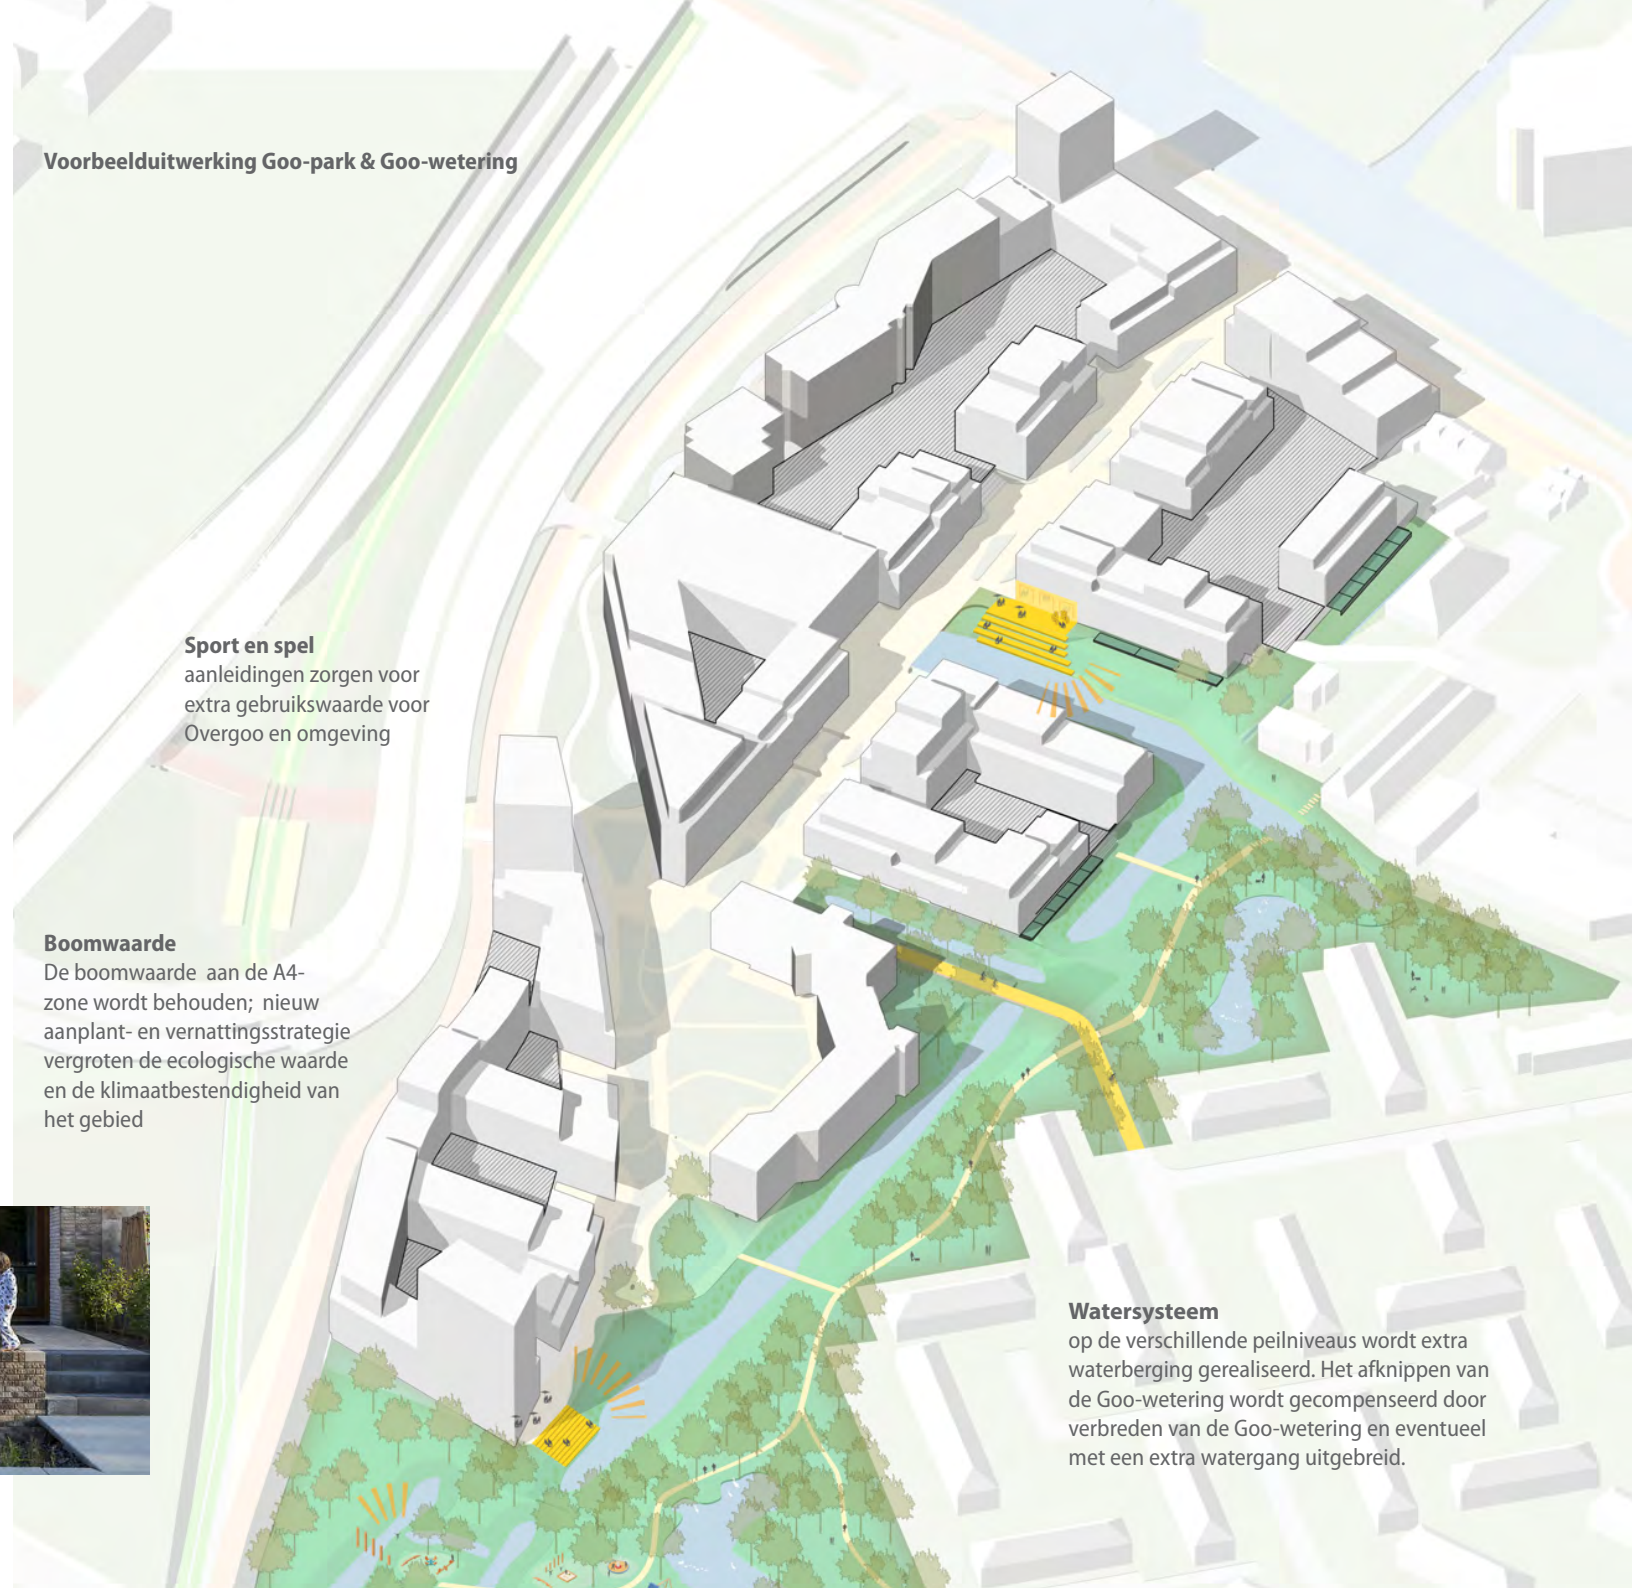 Voorbeelduitwerking Goo-park & Goo-wetering
Sport en spel
aanleidingen zorgen voor
extra gebruikswaarde voor
Overgoo en omgeving
Boomwaarde
De boomwaarde aan de A4-
zone wordt behouden; nieuw
aanplant- en vernattingsstrategie
vergroten de ecologische waarde
en de klimaatbestendigheid van
het gebied
Watersysteem
op de verschillende peilniveaus wordt extra
waterberging gerealiseerd. Het afknippen van
de Goo-wetering wordt gecompenseerd door
verbreden van de Goo-wetering en eventueel
met een extra watergang uitgebreid.